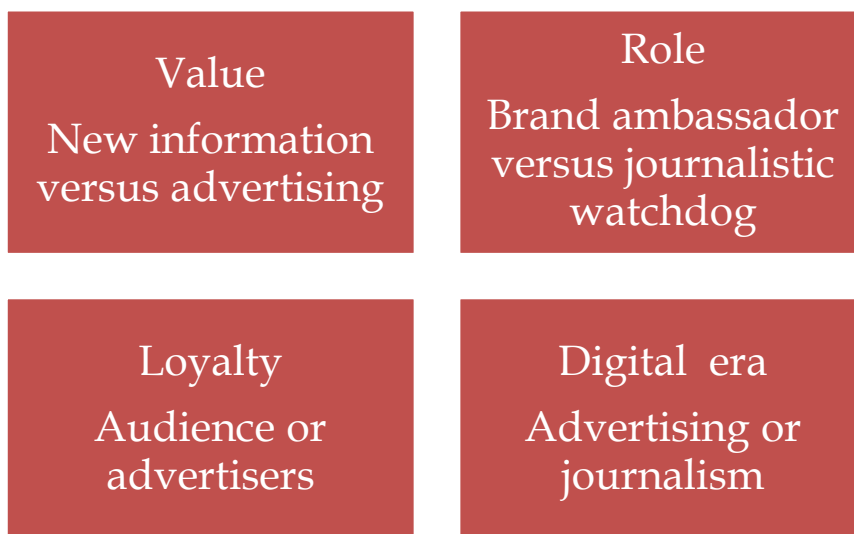 Value
New information
versus advertising
Role
Brand ambassador
versus journalistic
watchdog
Loyalty
Audience or
advertisers
Digital era
Advertising or
journalism